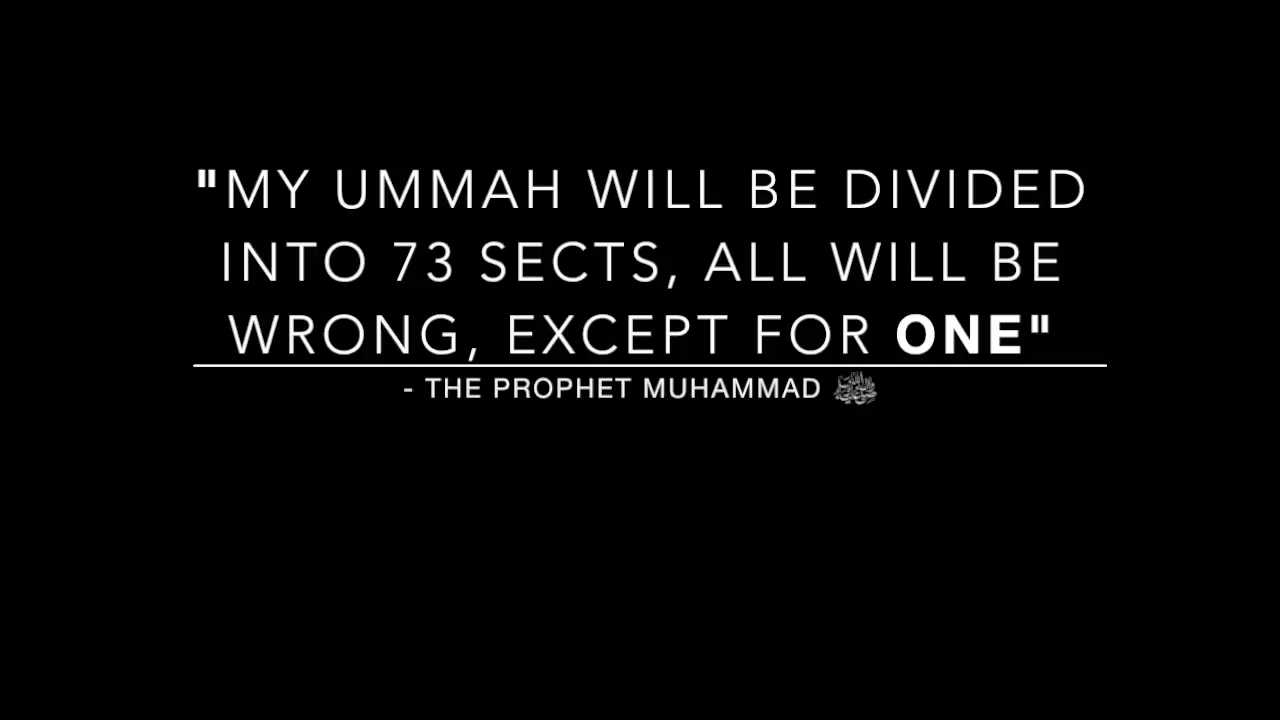 "MY UMMAH WILL BE DIVIDED
INTO 73 SECTS, ALL WILL BE
WRONG, EXCEPT FOR ONE"
- THE PROPHET MUHAMMAD ﷺ